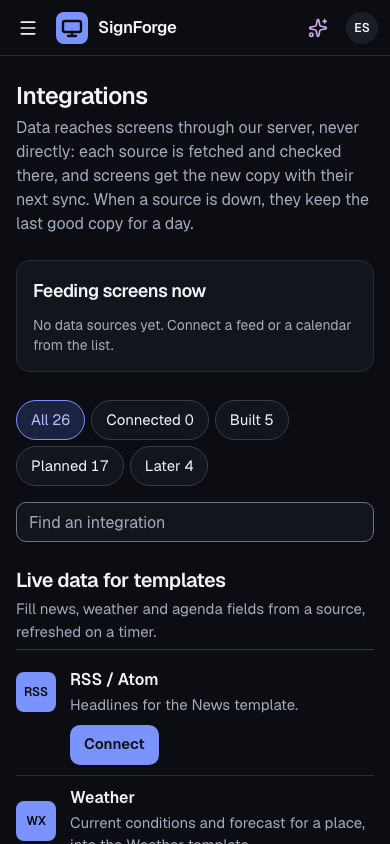 SignForge
ES
Integrations
Data reaches screens through our server, never
directly: each source is fetched and checked
there, and screens get the new copy with their
next sync. When a source is down, they keep the
last good copy for a day.
Feeding screens now
No data sources yet. Connect a feed or a calendar
from the list.
All 26
Connected 0
Built 5
Planned 17
Later 4
Find an integration
Live data for templates
Fill news, weather and agenda fields from a source,
refreshed on a timer.
RSS
RSS / Atom
Headlines for the News template.
Connect
WX
Weather
Current conditions and forecast for a place,
into the Weather template.